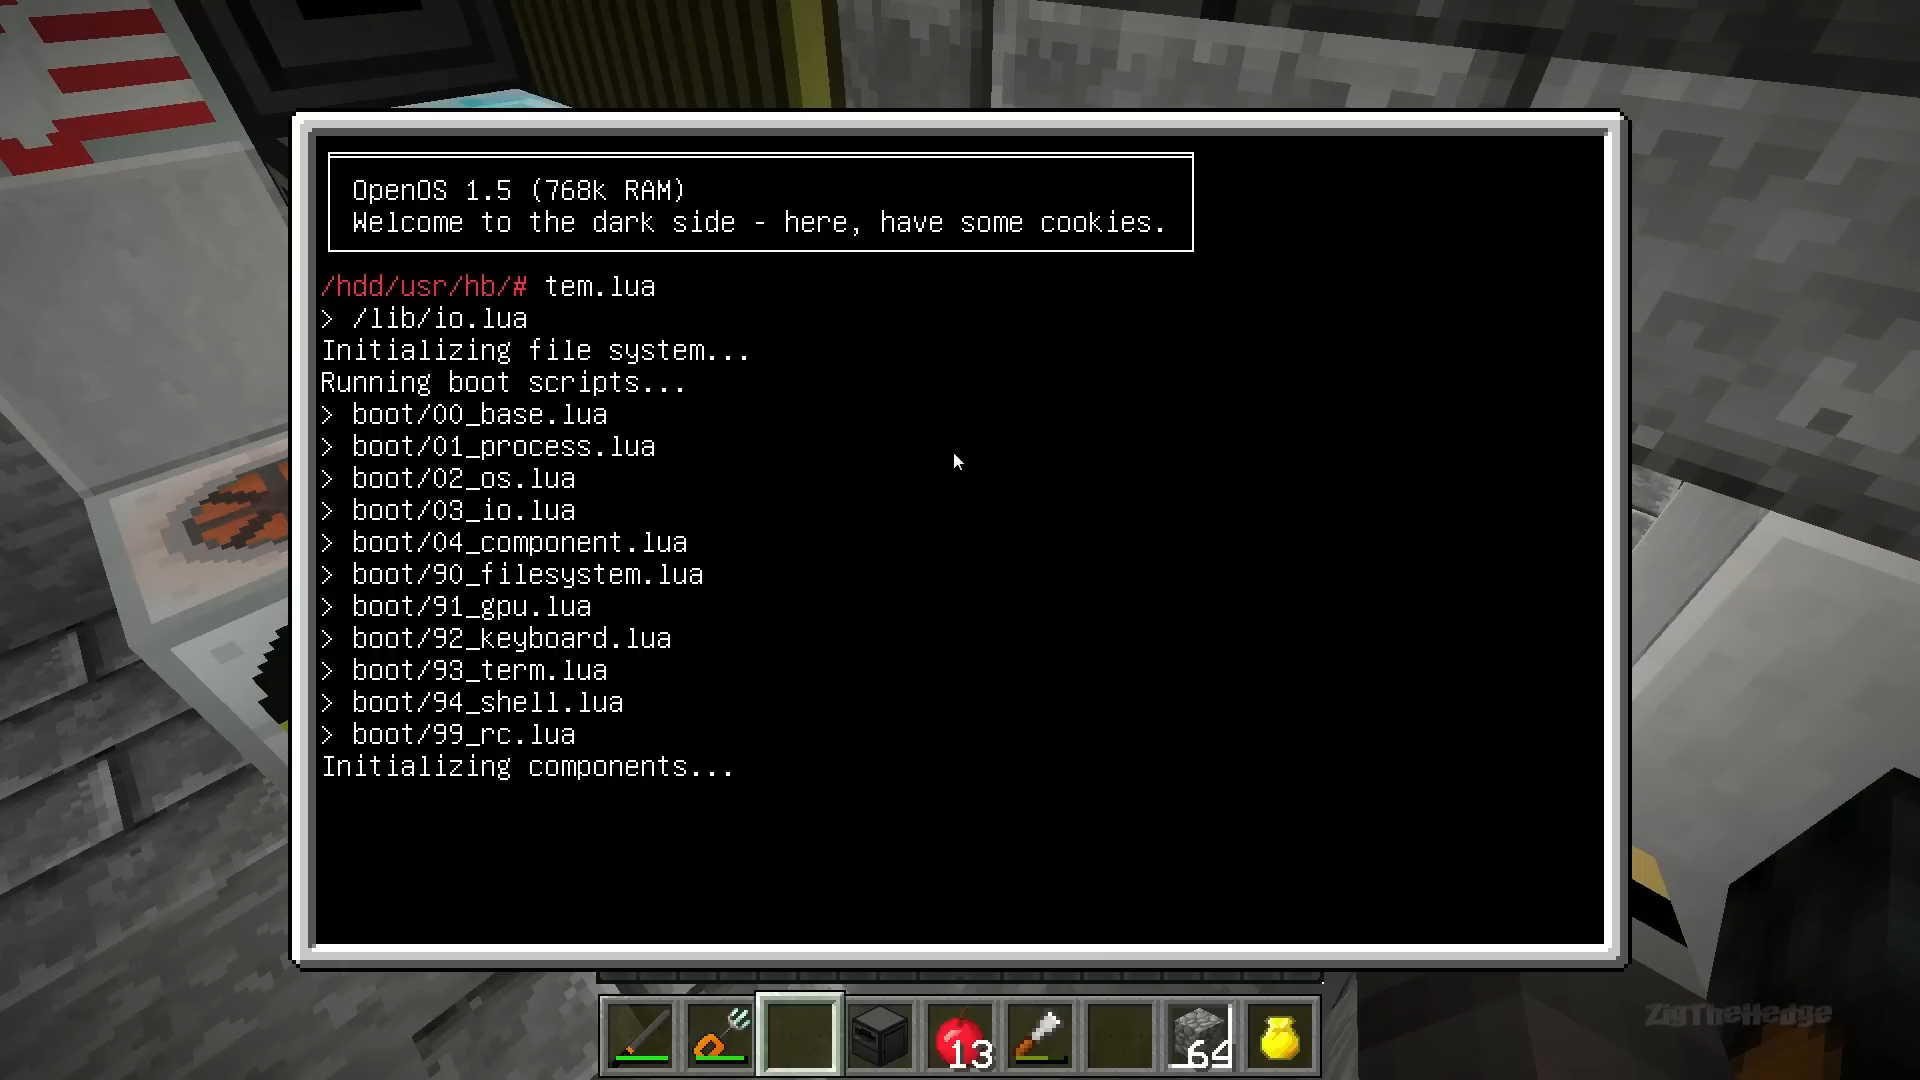 OpenOS 1.5 (768k RAM)
Welcome to the dark side - here, have some cookies.
/hdd/usr/hb/# tem.lua
> /lib/io.lua
Initializing file system...
Running boot scripts...
> boot/00_base.lua
> boot/01_process.lua
> boot/02_os.lua
> boot/03_io.lua
> boot/04_component.lua
> boot/90_filesystem.lua
> boot/91_gpu.lua
> boot/92_keyboard.lua
> boot/93_term.lua
> boot/94_shell.lua
> boot/99_rc.lua
Initializing components...
ZigTheHedge
13
64